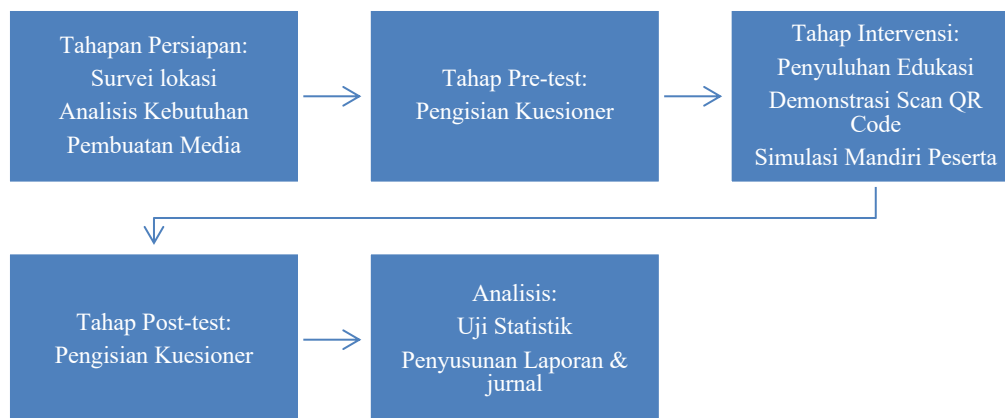 Tahapan Persiapan:
Survei lokasi
Analisis Kebutuhan
Pembuatan Media
Tahap Pre-test:
Pengisian Kuesioner
Tahap Intervensi:
Penyuluhan Edukasi
Demonstrasi Scan QR
Code
Simulasi Mandiri Peserta
Tahap Post-test:
Pengisian Kuesioner
Analisis:
Uji Statistik
Penyusunan Laporan &
jurnal